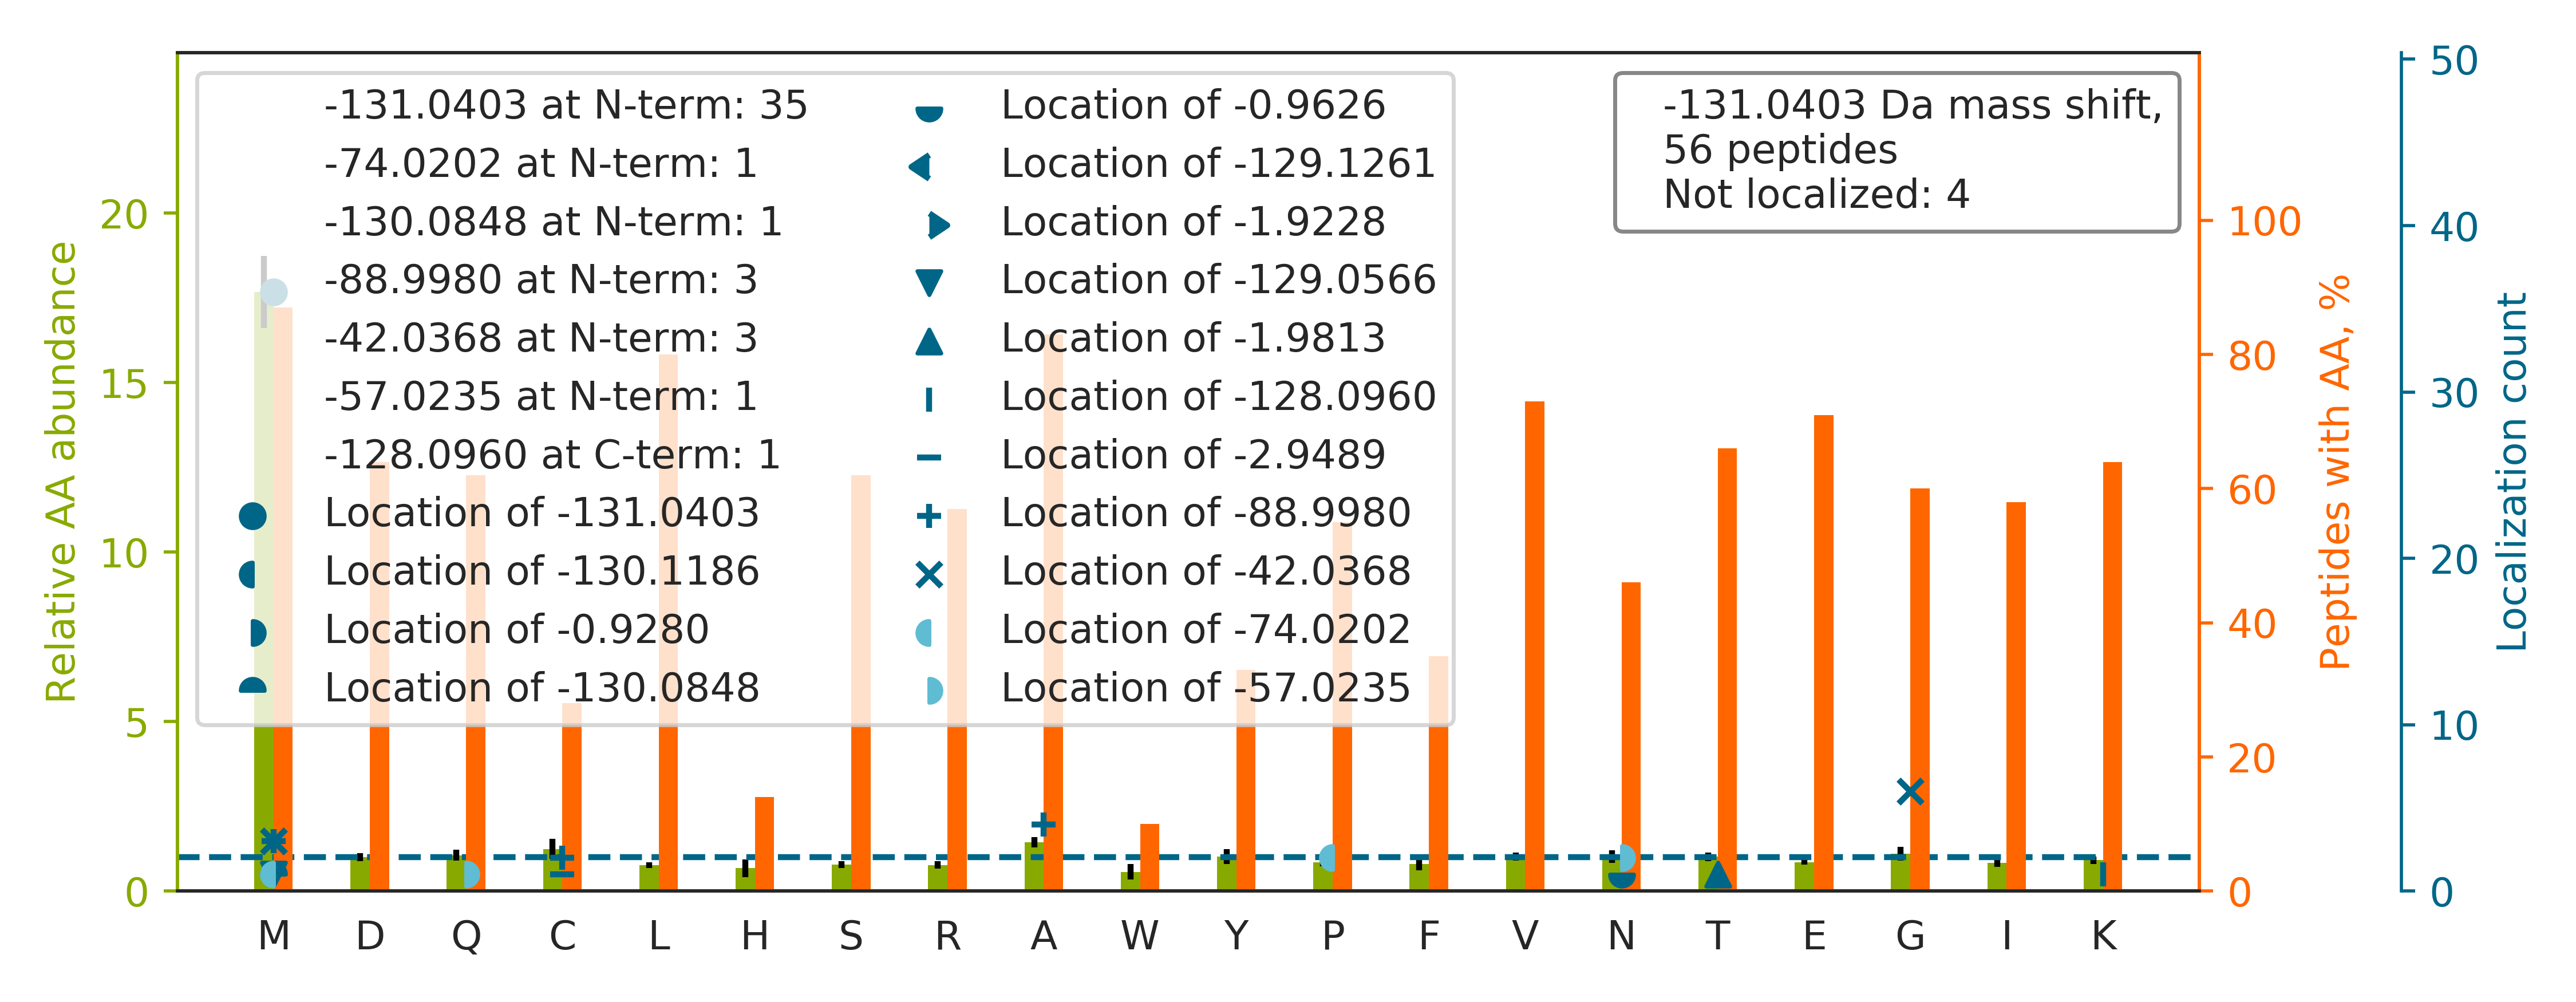 -131.0403 at N-term: 35
-74.0202 at N-term: 1
-130.0848 at N-term: 1
-88.9980 at N-term: 3
-42.0368 at N-term: 3
-57.0235 at N-term: 1
-128.0960 at C-term: 1
Location of -131.0403
Location of -130.1186
Location of -0.9280
Location of -130.0848
Location of -0.9626
Location of -129.1261
Location of -1.9228
Location of -129.0566
Location of -1.9813
Location of -128.0960
Location of -2.9489
Location of -88.9980
Location of -42.0368
Location of -74.0202
Location of -57.0235
-131.0403 Da mass shift,
56 peptides
Not localized: 4
Relative AA abundance
20
15
10
5
0
M D Q C L H S R A W Y P F V N T E G I K
100
80
60
40
20
0
Peptides with AA, %
50
40
30
20
10
0
Localization count